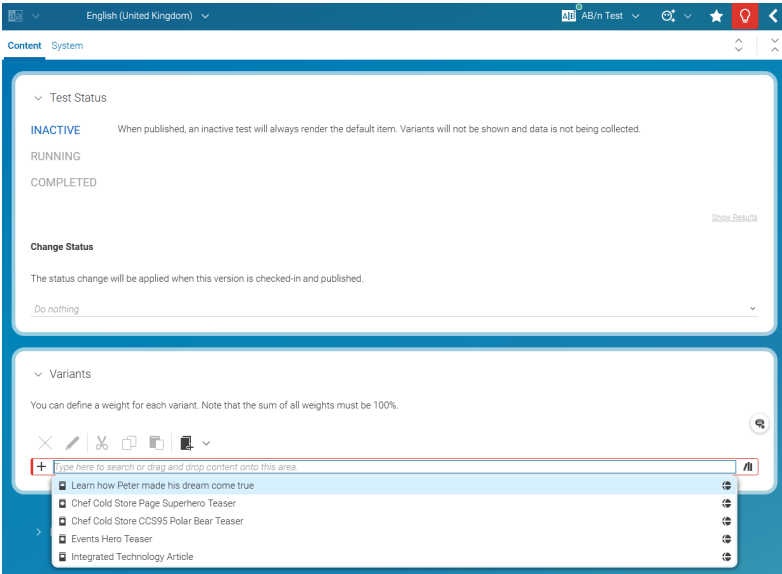 English (United Kingdom)
AB/n Test
Content System
Test Status
INACTIVE When published, an inactive test will always render the default item. Variants will not be shown and data is not being collected.
RUNNING
COMPLETED
Show Results
Change Status
The status change will be applied when this version is checked-in and published.
Do nothing
Variants
You can define a weight for each variant. Note that the sum of all weights must be 100%.
Type here to search or drag and drop content onto this area.
Learn how Peter made his dream come true
Chef Cold Store Page Superhero Teaser
Chef Cold Store CCS95 Polar Bear Teaser
Events Hero Teaser
Integrated Technology Article